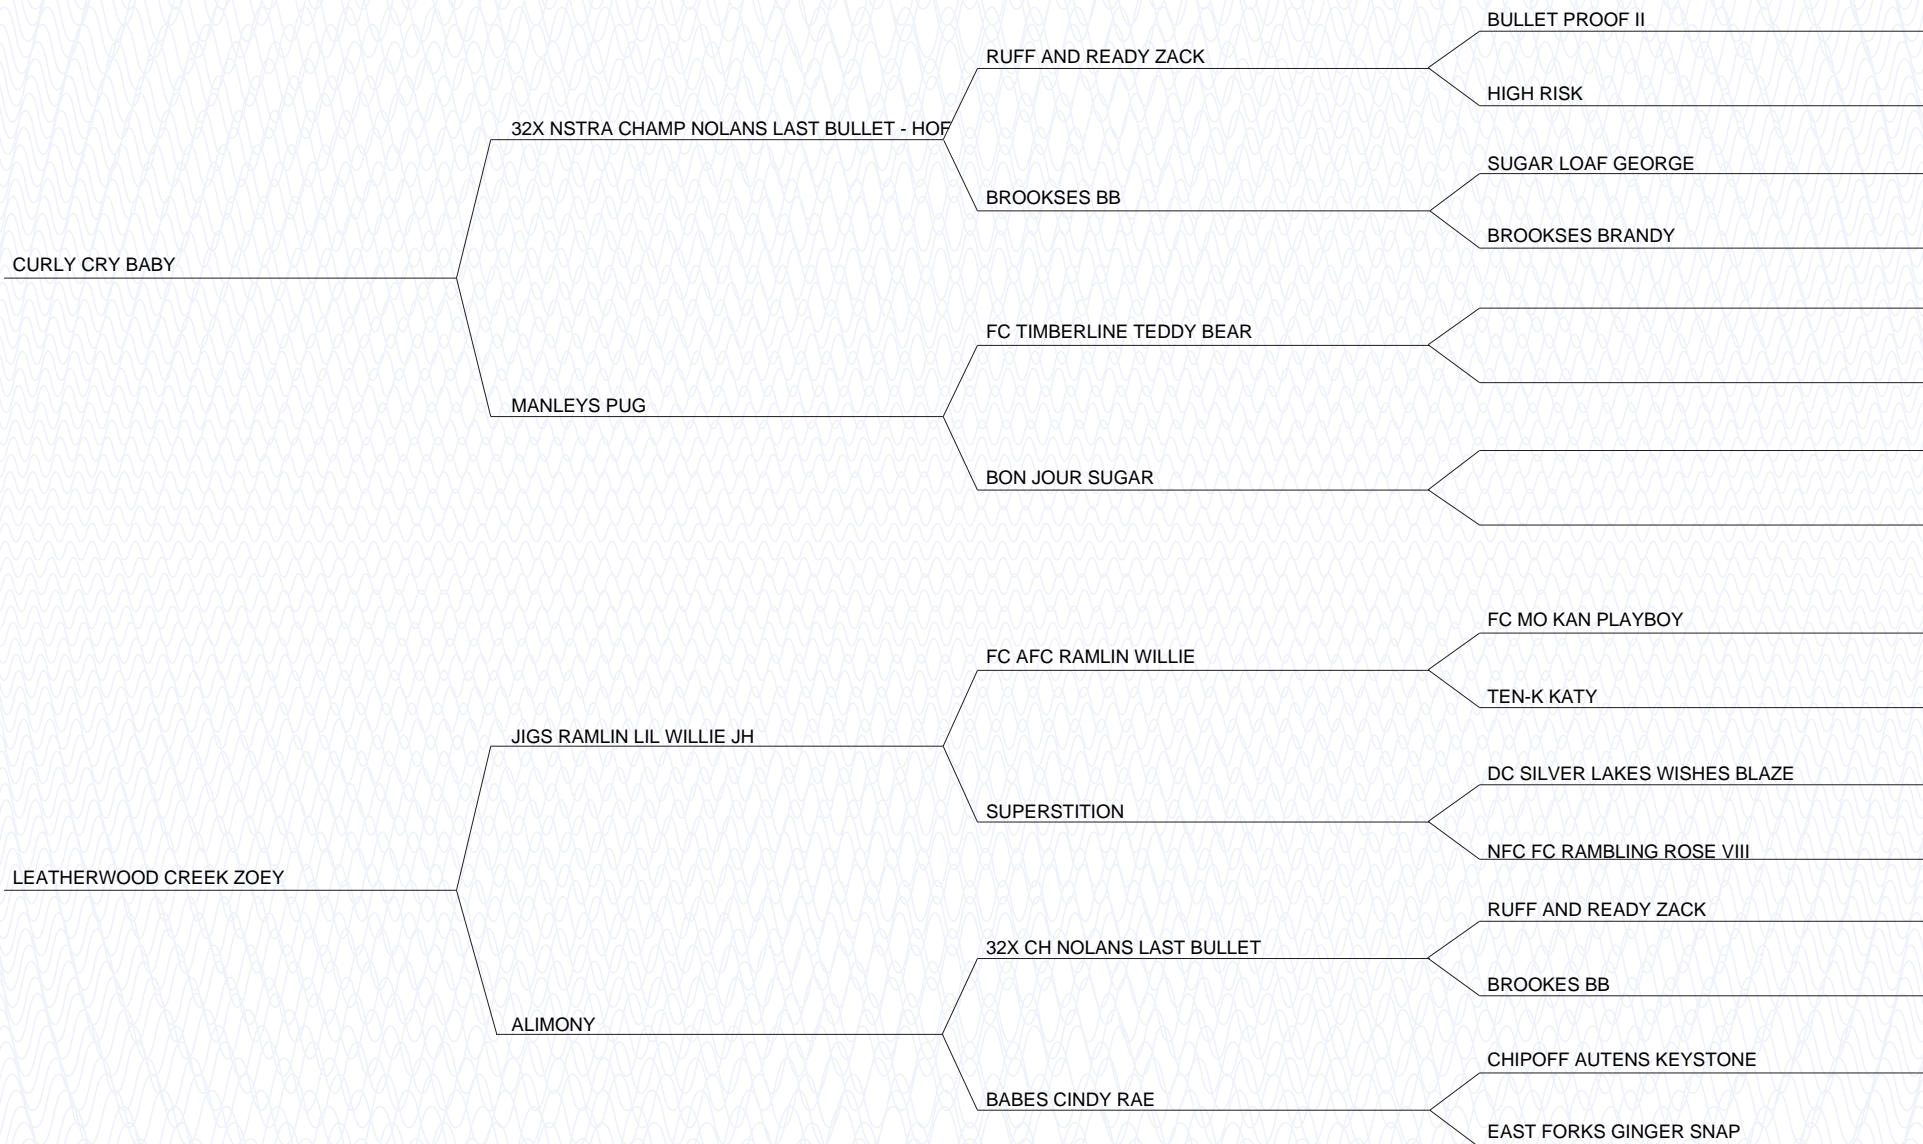 BULLET PROOF II
RUFF AND READY ZACK
HIGH RISK
32X NSTRA CHAMP NOLANS LAST BULLET - HOF
SUGAR LOAF GEORGE
BROOKSES BB
BROOKSES BRANDY
CURLY CRY BABY
FC TIMBERLINE TEDDY BEAR
MANLEYS PUG
BON JOUR SUGAR
FC MO KAN PLAYBOY
FC AFC RAMLIN WILLIE
TEN-K KATY
JIGS RAMLIN LIL WILLIE JH
DC SILVER LAKES WISHES BLAZE
SUPERSTITION
NFC FC RAMBLING ROSE VIII
LEATHERWOOD CREEK ZOEY
RUFF AND READY ZACK
32X CH NOLANS LAST BULLET
BROOKES BB
ALIMONY
CHIPOFF AUTENS KEYSTONE
BABES CINDY RAE
EAST FORKS GINGER SNAP